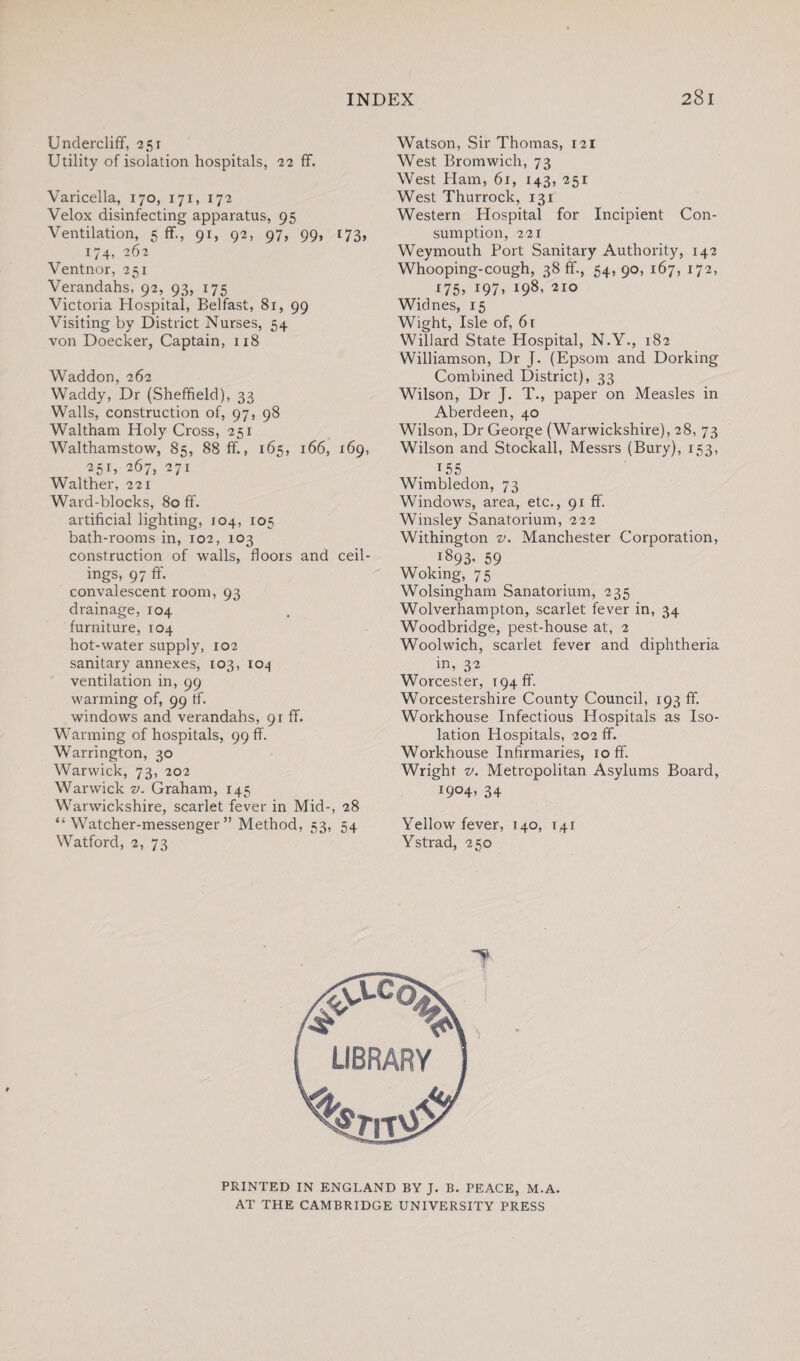 INDEX 281
Undercliff, 251
Utility of isolation hospitals, 22 ff.
Varicella, 170, 171, 172
Velox disinfecting apparatus, 95
Ventilation, 5 ff., 91, 92, 97, 99, 173,
174, 262
Ventnor, 251
Verandahs, 92, 93, 175
Victoria Hospital, Belfast, 81, 99
Visiting by District Nurses, 54
von Doecker, Captain, 118
Waddon, 262
Waddy, Dr (Sheffield), 33
Walls, construction of, 97, 98
Waltham Holy Cross, 251
Walthamstow, 85, 88 ff., 165, 166, 169,
251, 267, 271
Walther, 221
Ward-blocks, 80 ff.
artificial lighting, 104, 105
bath-rooms in, 102, 103
construction of walls, floors and ceil-
ings, 97 ff.
convalescent room, 93
drainage, 104
furniture, 104
hot-water supply, 102
sanitary annexes, 103, 104
ventilation in, 99
warming of, 99 ff.
windows and verandahs, 91 ff.
Warming of hospitals, 99 ff.
Warrington, 30
Warwick, 73, 202
Warwick v. Graham, 145
Warwickshire, scarlet fever in Mid-, 28
“Watcher-messenger” Method, 53, 54
Watford, 2, 73
Watson, Sir Thomas, 121
West Bromwich, 73
West Ham, 61, 143, 251
West Thurrock, 131
Western Hospital for Incipient Con-
sumption, 221
Weymouth Port Sanitary Authority, 142
Whooping-cough, 38 ff., 54, 90, 167, 172,
175, 197, 198, 210
Widnes, 15
Wight, Isle of, 61
Willard State Hospital, N.Y., 182
Williamson, Dr J. (Epsom and Dorking
Combined District), 33
Wilson, Dr J. T., paper on Measles in
Aberdeen, 40
Wilson, Dr George (Warwickshire), 28, 73
Wilson and Stockall, Messrs (Bury), 153,
155
Wimbledon, 73
Windows, area, etc., 91 ff.
Winsley Sanatorium, 222
Withington v. Manchester Corporation,
1893, 59
Woking, 75
Wolsingham Sanatorium, 235
Wolverhampton, scarlet fever in, 34
Woodbridge, pest-house at, 2
Woolwich, scarlet fever and diphtheria
in, 32
Worcester, 194 ff.
Worcestershire County Council, 193 ff.
Workhouse Infectious Hospitals as Iso-
lation Hospitals, 202 ff.
Workhouse Infirmaries, 10 ff.
Wright v. Metropolitan Asylums Board,
1904, 34
Yellow fever, 140, 141
Ystrad, 250
WELLCOME
LIBRARY
INSTITUTE
PRINTED IN ENGLAND BY J. B. PEACE, M.A.
AT THE CAMBRIDGE UNIVERSITY PRESS